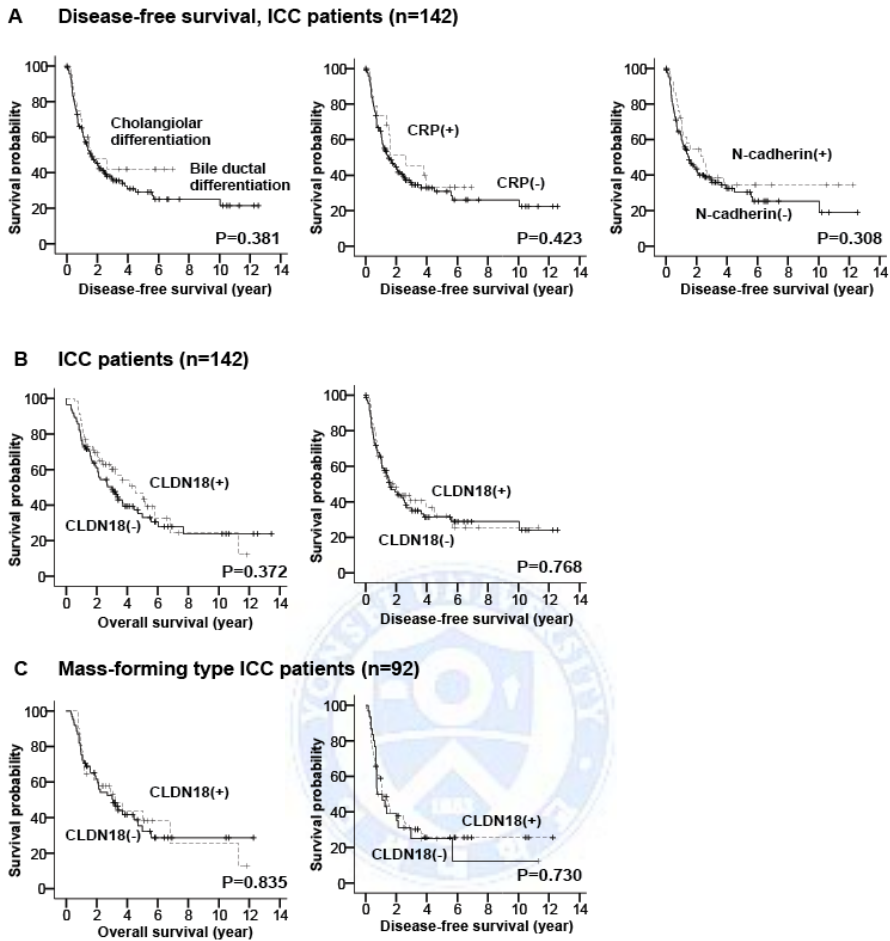 A Disease-free survival, ICC patients (n=142)
Survival probability
100
80
60
40
20
0
Cholangiolar
differentiation
Bile ductal
differentiation
P=0.381
0 2 4 6 8 10 12 14
Disease-free survival (year)
Survival probability
100
80
60
40
20
0
CRP(+)
CRP(-)
P=0.423
0 2 4 6 8 10 12 14
Disease-free survival (year)
Survival probability
100
80
60
40
20
0
N-cadherin(+)
N-cadherin(-)
P=0.308
0 2 4 6 8 10 12 14
Disease-free survival (year)
B ICC patients (n=142)
Survival probability
100
80
60
40
20
0
CLDN18(+)
CLDN18(-)
P=0.372
0 2 4 6 8 10 12 14
Overall survival (year)
Survival probability
100
80
60
40
20
0
CLDN18(+)
CLDN18(-)
P=0.768
0 2 4 6 8 10 12 14
Disease-free survival (year)
C Mass-forming type ICC patients (n=92)
Survival probability
100
80
60
40
20
0
CLDN18(+)
CLDN18(-)
P=0.835
0 2 4 6 8 10 12 14
Overall survival (year)
Survival probability
100
80
60
40
20
0
CLDN18(+)
CLDN18(-)
P=0.730
0 2 4 6 8 10 12 14
Disease-free survival (year)